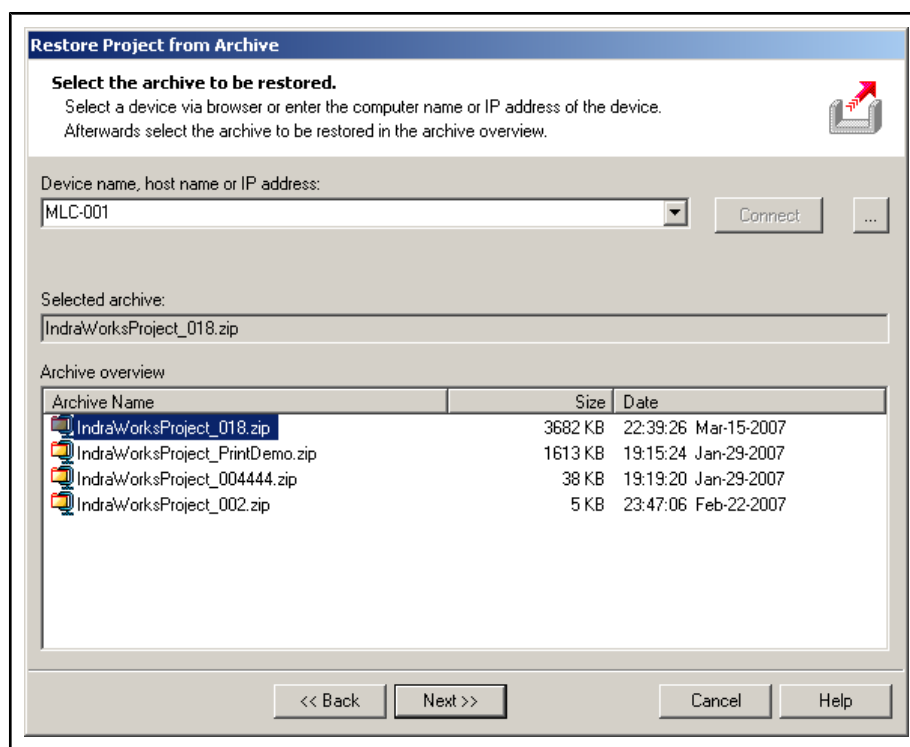 Restore Project from Archive
Select the archive to be restored.
Select a device via browser or enter the computer name or IP address of the device.
Afterwards select the archive to be restored in the archive overview.
Device name, host name or IP address:
MLC-001
Connect
...
Selected archive:
IndraWorksProject_018.zip
Archive overview
Archive Name Size Date
IndraWorksProject_018.zip 3682 KB 22:39:26 Mar-15-2007
IndraWorksProject_PrintDemo.zip 1613 KB 19:15:24 Jan-29-2007
IndraWorksProject_004444.zip 38 KB 19:19:20 Jan-29-2007
IndraWorksProject_002.zip 5 KB 23:47:06 Feb-22-2007
<< Back Next >> Cancel Help